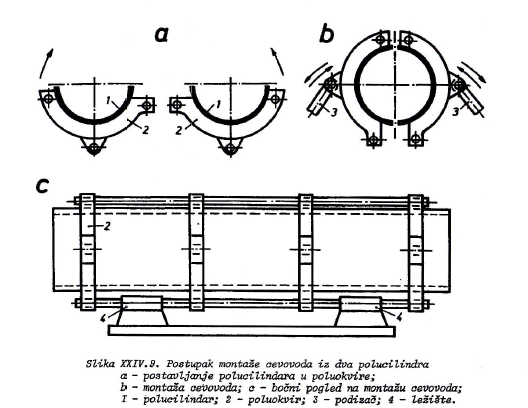 a
b
1
2
1
2
3
3
c
2
4
4
Slika XXIV.9. Postupak montaže cevovoda iz dva polucilindra
a - postavljanje polucilindara u poluokvire;
b - montaža cevovoda; c - bočni pogled na montažu cevovoda;
1 - polucilindar; 2 - poluokvir; 3 - podizač; 4 - ležište.